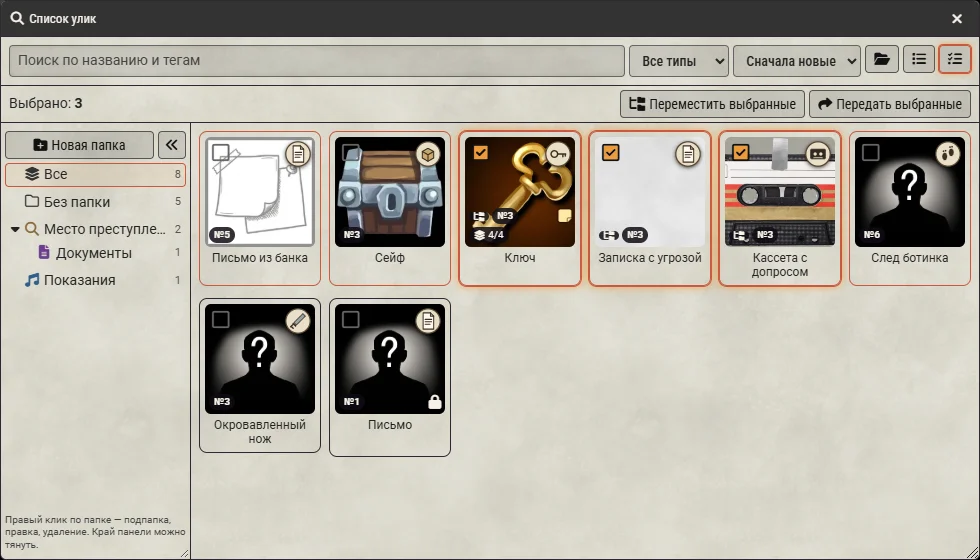 Список улик
Поиск по названию и тегам
Все типы
Сначала новые
Выбрано: 3
Переместить выбранные
Передать выбранные
Новая папка
Все 8
Без папки 5
Место преступле... 2
Документы 1
Показания 1
№5
Письмо из банка
№3
Сейф
№3
4/4
Ключ
№3
Записка с угрозой
№3
Кассета с
допросом
№6
След ботинка
№3
Окровавленный
нож
№1
Письмо
Правый клик по папке — подпапка,
правка, удаление. Край панели можно
тянуть.